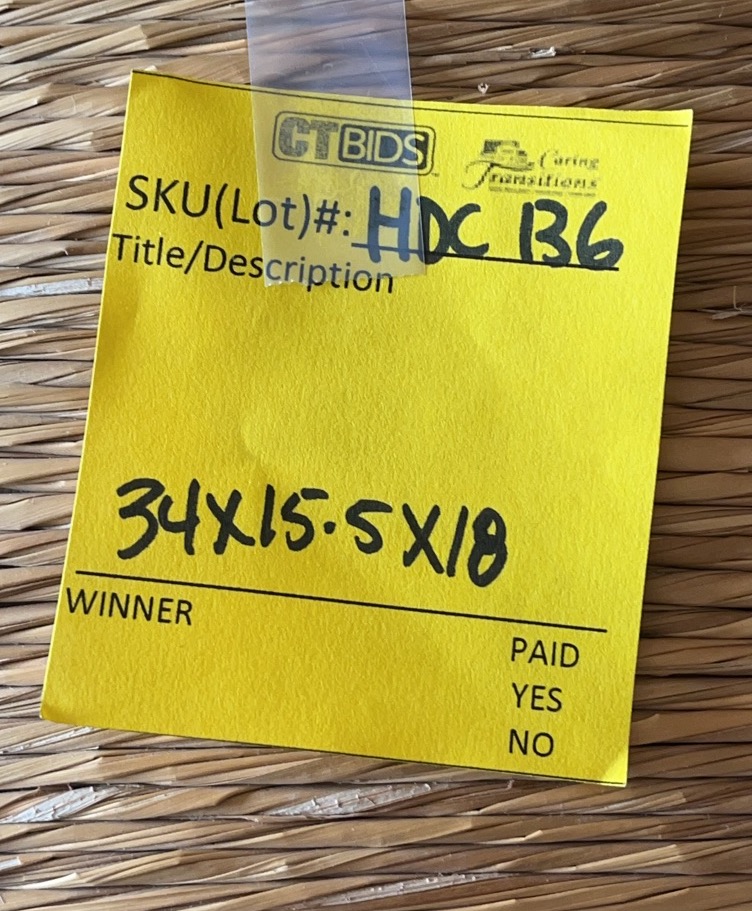 CTBIDS Caring Transitions
SKU(Lot)#: HDC 136
Title/Description
34X15.5X18
WINNER
PAID
YES
NO